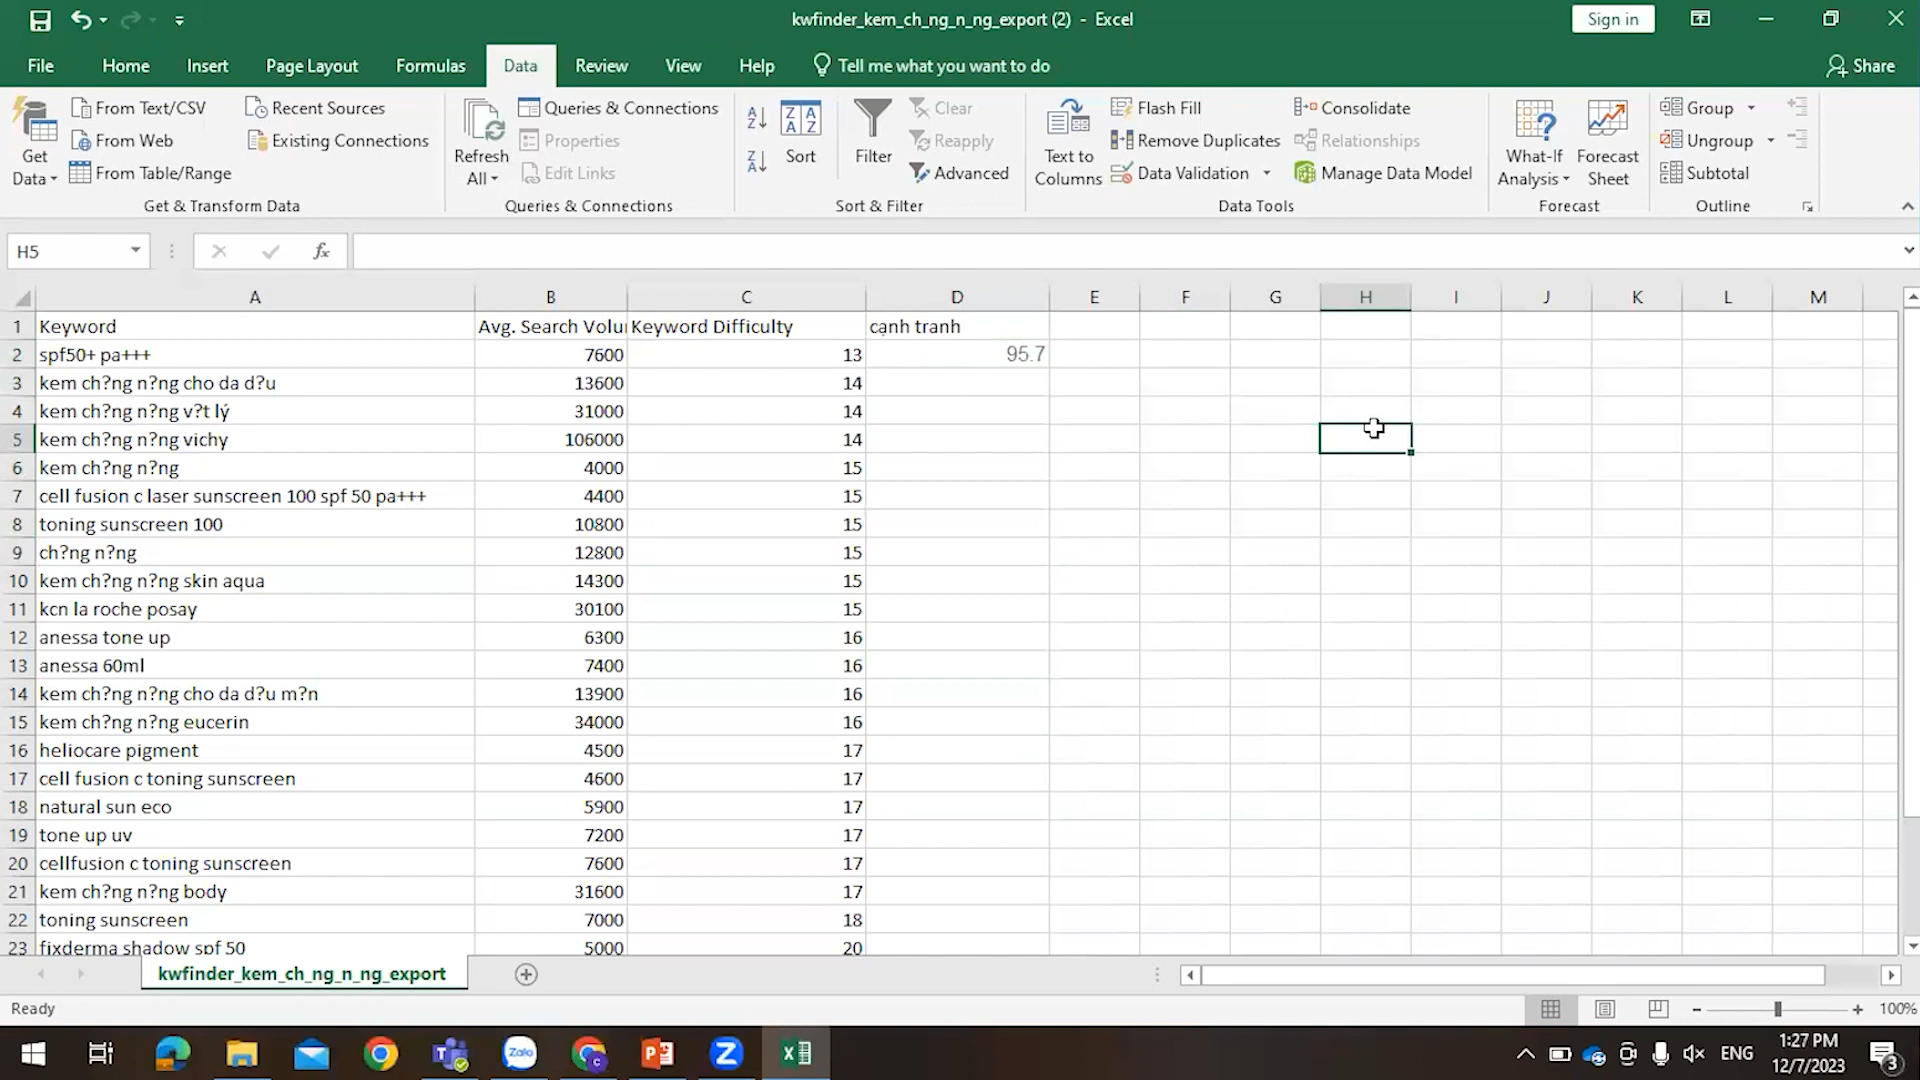 kwfinder_kem_ch_ng_n_ng_export (2) - Excel
Sign in
File Home Insert Page Layout Formulas Data Review View Help Tell me what you want to do Share
Get Data
From Text/CSV
From Web
From Table/Range
Recent Sources
Existing Connections
Get & Transform Data
Refresh All
Queries & Connections
Properties
Edit Links
Queries & Connections
Sort
Filter
Clear
Reapply
Advanced
Sort & Filter
Text to Columns
Flash Fill
Remove Duplicates
Data Validation
Consolidate
Relationships
Manage Data Model
Data Tools
What-If Analysis
Forecast Sheet
Forecast
Group
Ungroup
Subtotal
Outline
H5 fx
A B C D E F G H I J K L M
1 Keyword Avg. Search Volu Keyword Difficulty cạnh tranh
2 spf50+ pa+++ 7600 13 95.7
3 kem ch?ng n?ng cho da d?u 13600 14
4 kem ch?ng n?ng v?t lý 31000 14
5 kem ch?ng n?ng vichy 106000 14
6 kem ch?ng n?ng 4000 15
7 cell fusion c laser sunscreen 100 spf 50 pa+++ 4400 15
8 toning sunscreen 100 10800 15
9 ch?ng n?ng 12800 15
10 kem ch?ng n?ng skin aqua 14300 15
11 kcn la roche posay 30100 15
12 anessa tone up 6300 16
13 anessa 60ml 7400 16
14 kem ch?ng n?ng cho da d?u m?n 13900 16
15 kem ch?ng n?ng eucerin 34000 16
16 heliocare pigment 4500 17
17 cell fusion c toning sunscreen 4600 17
18 natural sun eco 5900 17
19 tone up uv 7200 17
20 cellfusion c toning sunscreen 7600 17
21 kem ch?ng n?ng body 31600 17
22 toning sunscreen 7000 18
23 fixderma shadow spf 50 5000 20
kwfinder_kem_ch_ng_n_ng_export
Ready 100%
Zalo
ENG
1:27 PM
12/7/2023
3